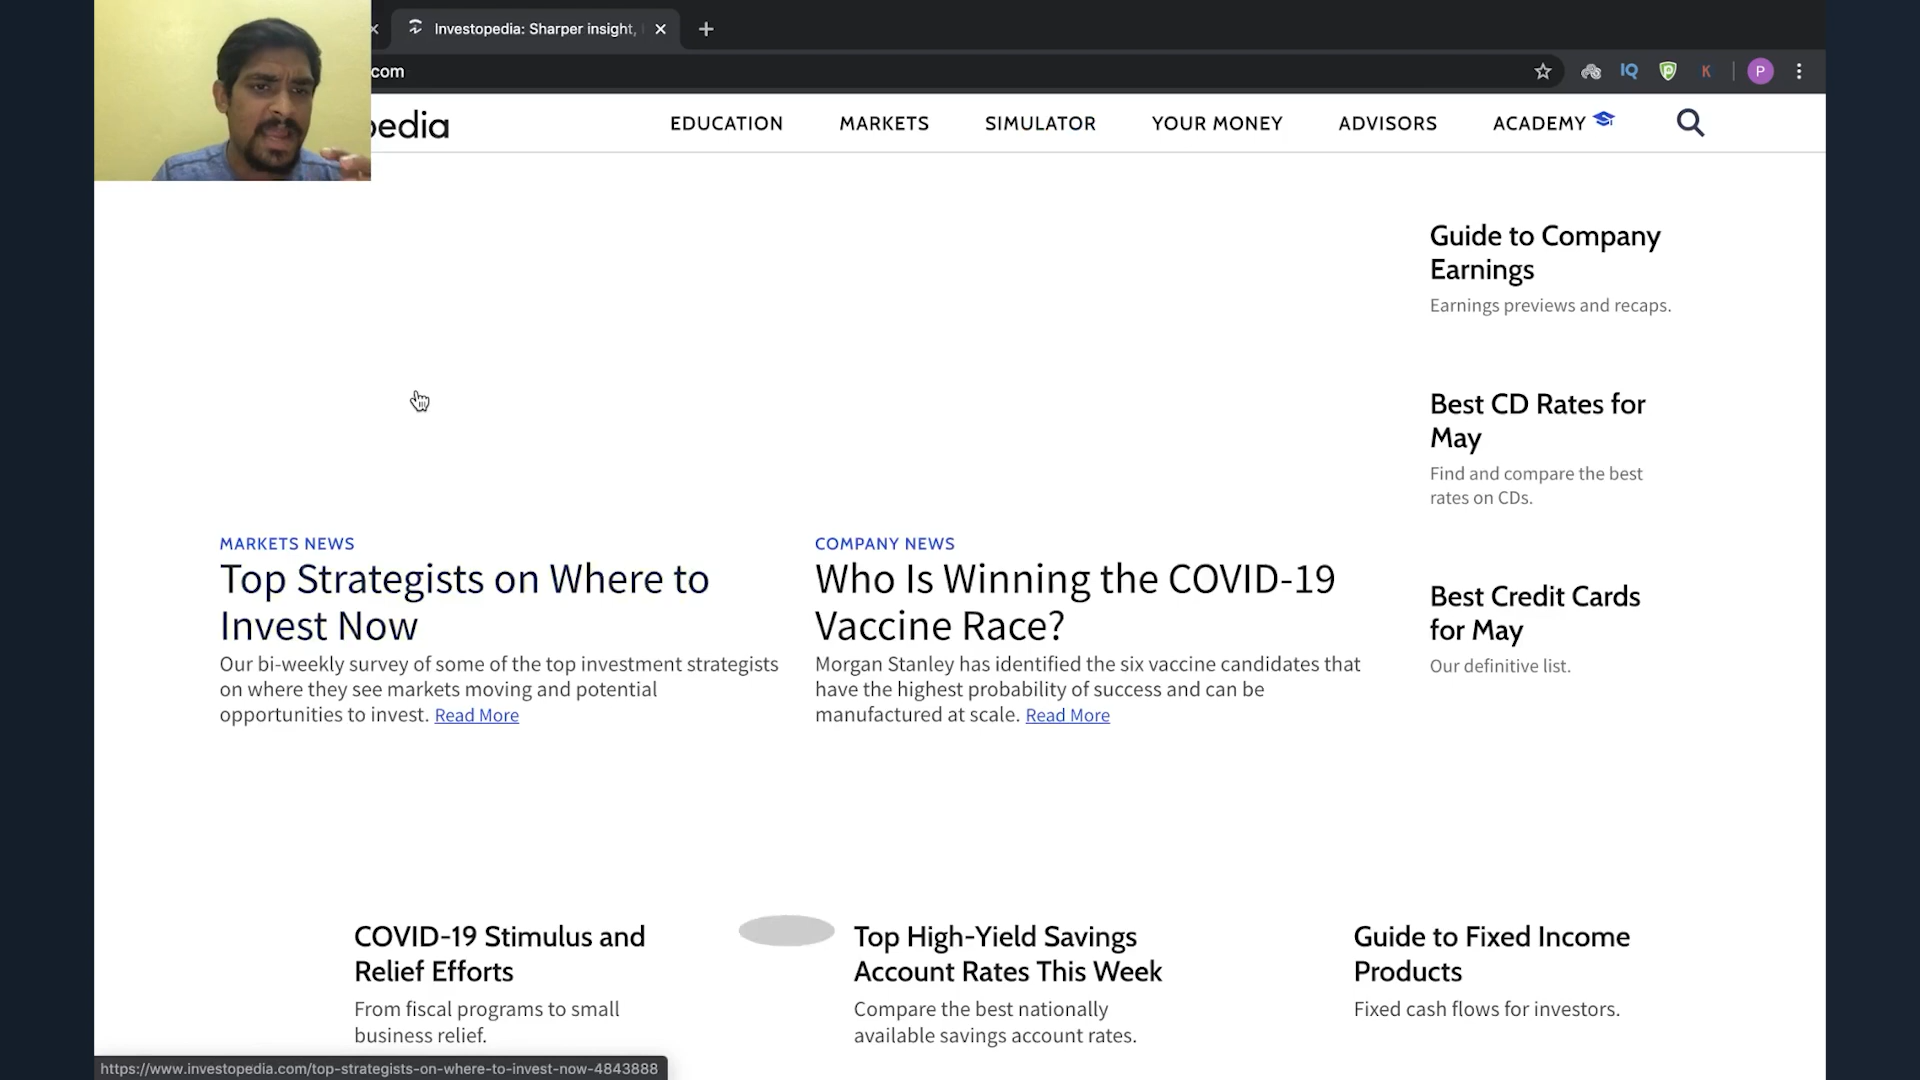 Investopedia: Sharper insight,
com
IQ
K
P
pedia
EDUCATION MARKETS SIMULATOR YOUR MONEY ADVISORS ACADEMY
Guide to Company
Earnings
Earnings previews and recaps.
Best CD Rates for
May
Find and compare the best
rates on CDs.
Best Credit Cards
for May
Our definitive list.
MARKETS NEWS
Top Strategists on Where to
Invest Now
Our bi-weekly survey of some of the top investment strategists
on where they see markets moving and potential
opportunities to invest. Read More
COMPANY NEWS
Who Is Winning the COVID-19
Vaccine Race?
Morgan Stanley has identified the six vaccine candidates that
have the highest probability of success and can be
manufactured at scale. Read More
COVID-19 Stimulus and
Relief Efforts
From fiscal programs to small
business relief.
Top High-Yield Savings
Account Rates This Week
Compare the best nationally
available savings account rates.
Guide to Fixed Income
Products
Fixed cash flows for investors.
https://www.investopedia.com/top-strategists-on-where-to-invest-now-4843888